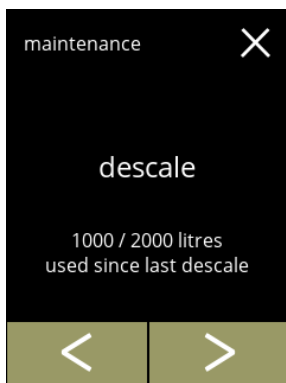 maintenance
descale
1000 / 2000 litres
used since last descale